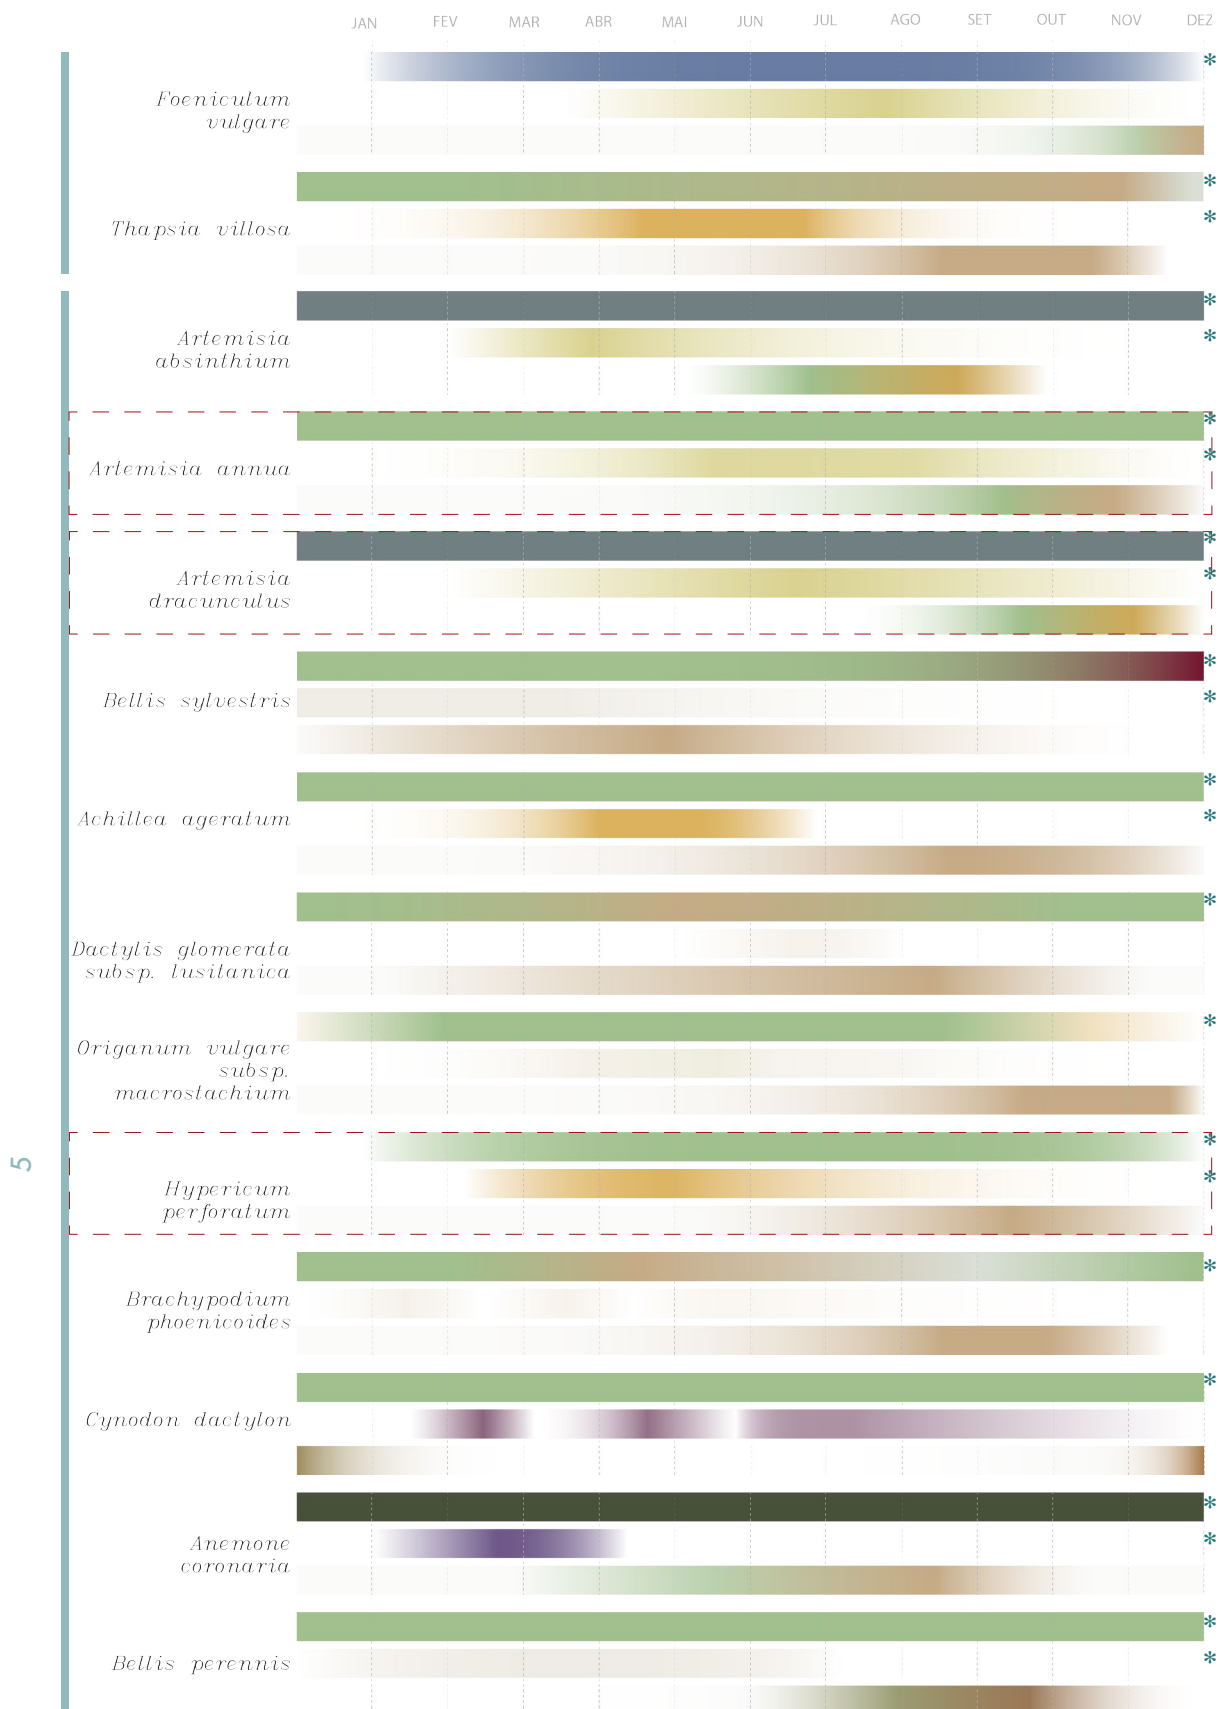 JAN FEV MAR ABR MAI JUN JUL AGO SET OUT NOV DEZ
*
Foeniculum
vulgare
*
Thapsia villosa
*
*
Artemisia
absinthium
*
*
Artemisia annua
*
*
Artemisia
dracunculus
*
*
Bellis sylvestris
*
*
Achillea ageratum
*
*
Dactylis glomerata
subsp. lusitanica
*
Origanum vulgare
subsp.
macrostachium
*
5
Hypericum
perforatum
*
*
Brachypodium
phoenicoides
*
Cynodon dactylon
*
Anemone
coronaria
*
*
Bellis perennis
*